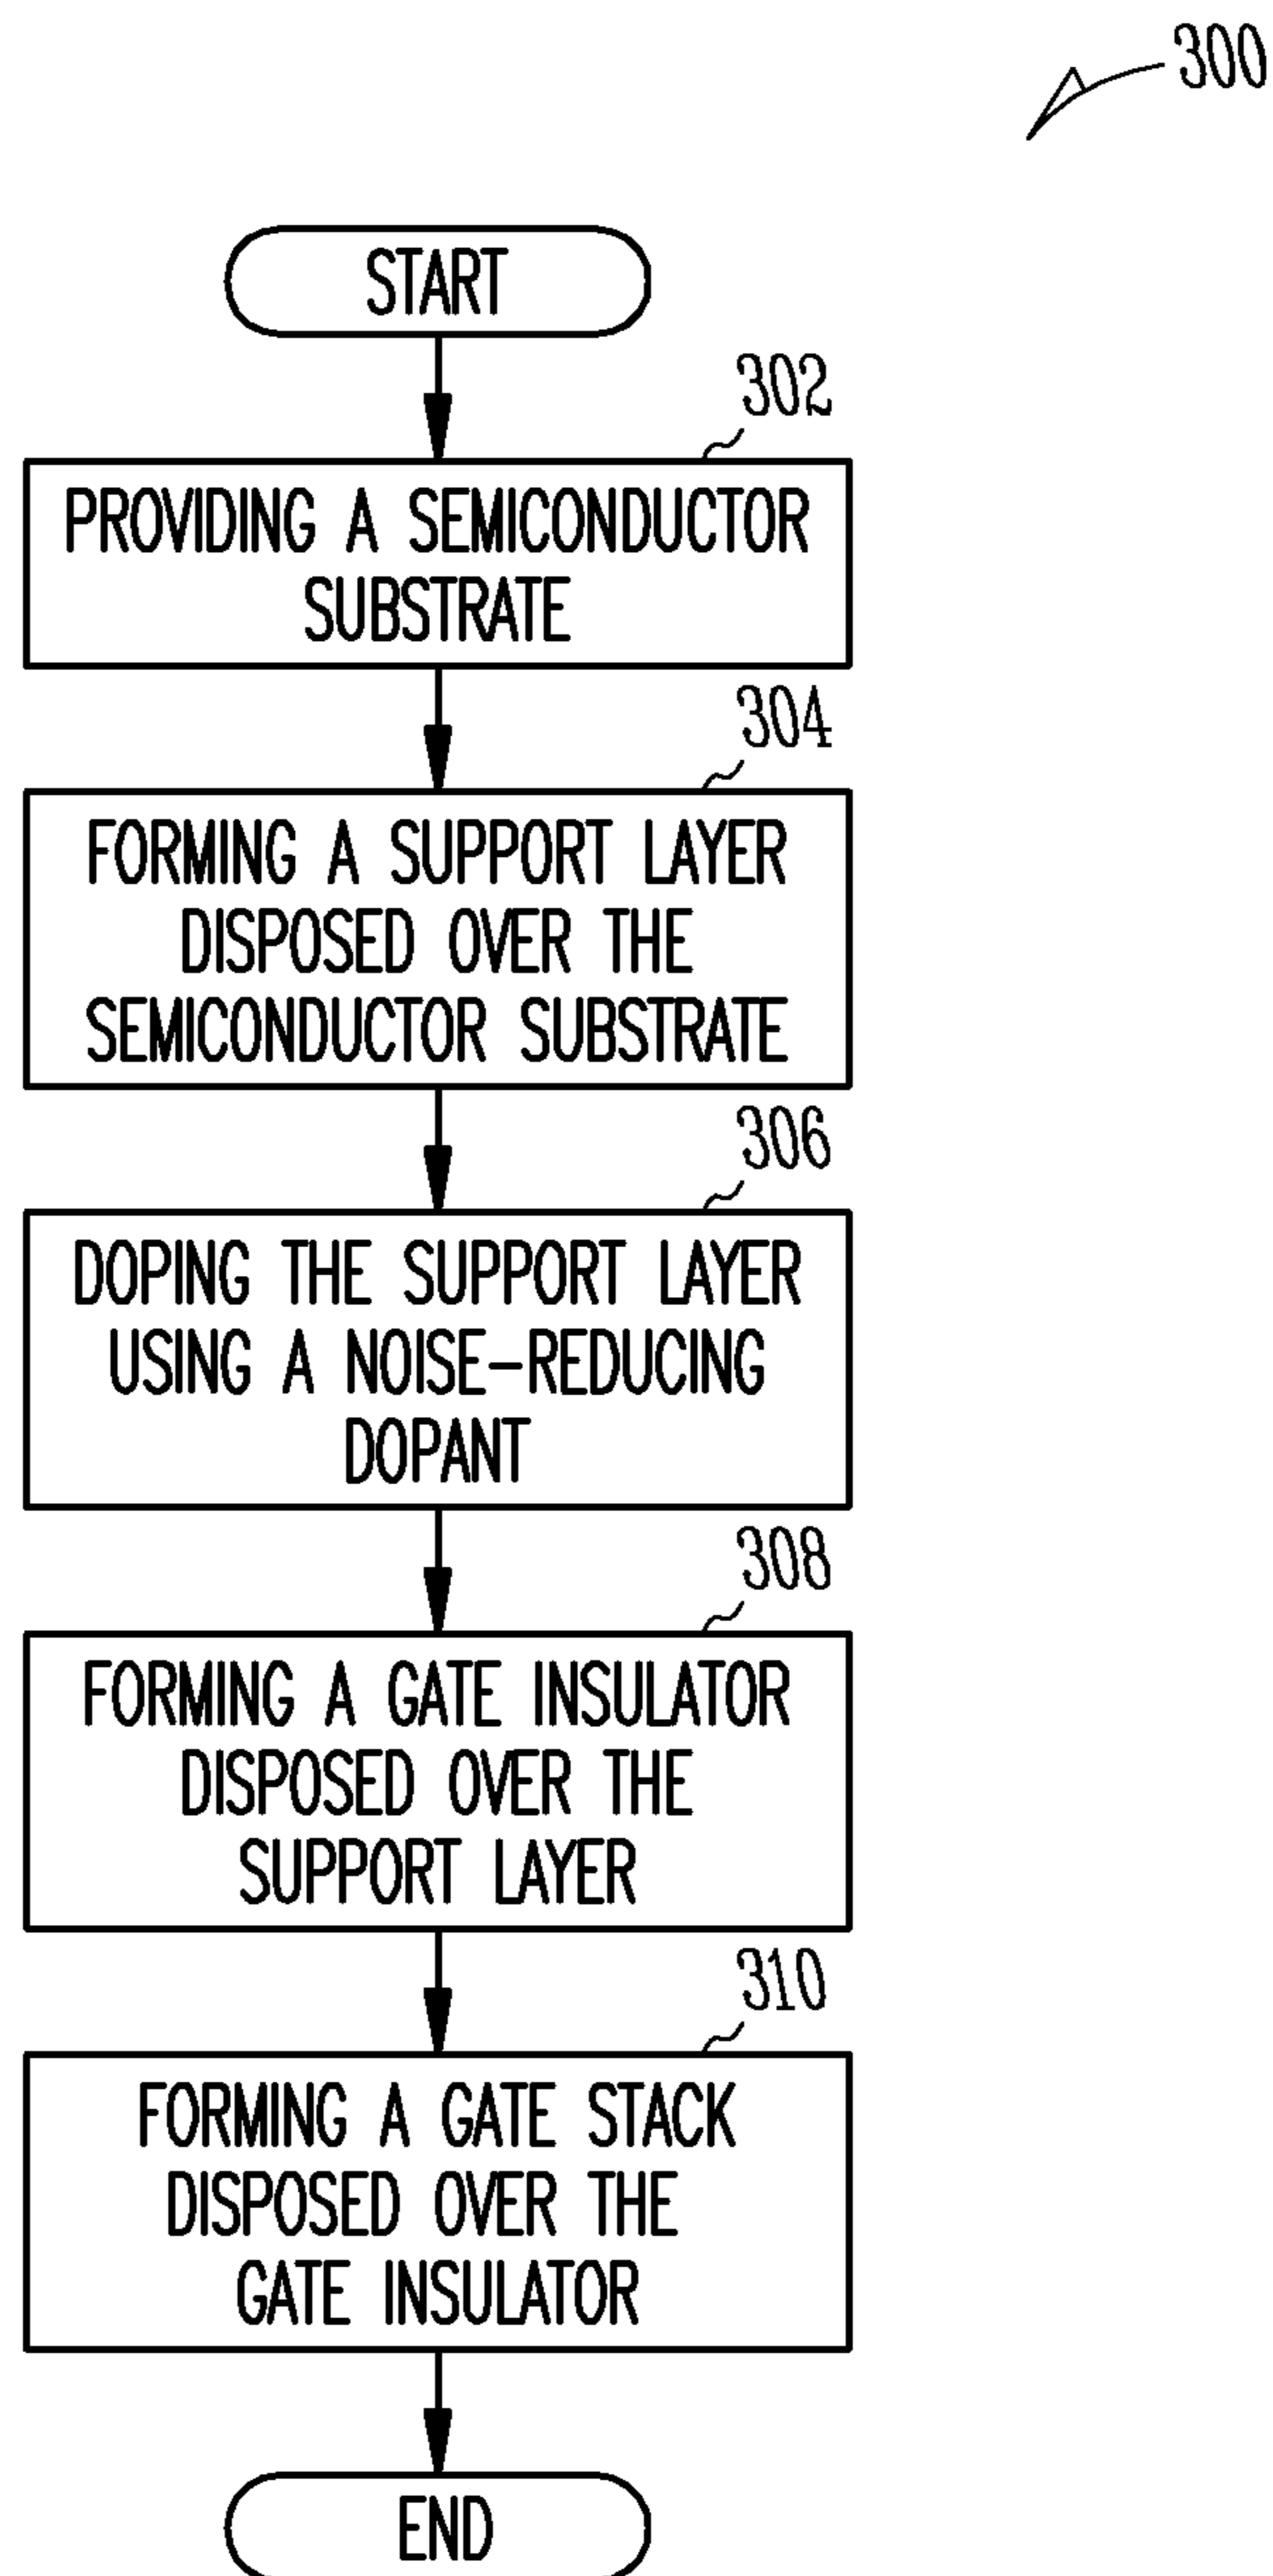 300
START
302
PROVIDING A SEMICONDUCTOR
SUBSTRATE
304
FORMING A SUPPORT LAYER
DISPOSED OVER THE
SEMICONDUCTOR SUBSTRATE
306
DOPING THE SUPPORT LAYER
USING A NOISE-REDUCING
DOPANT
308
FORMING A GATE INSULATOR
DISPOSED OVER THE
SUPPORT LAYER
310
FORMING A GATE STACK
DISPOSED OVER THE
GATE INSULATOR
END